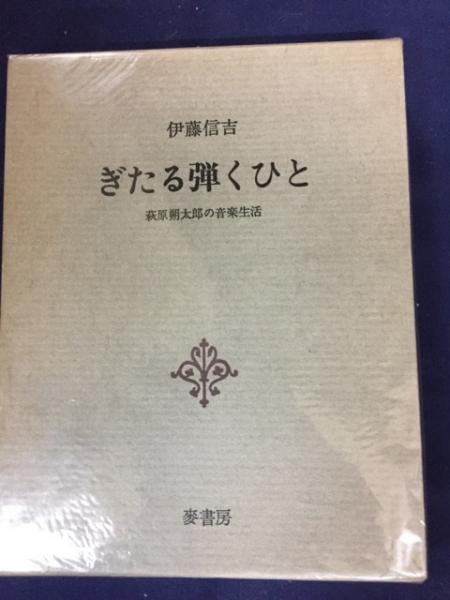 伊藤信吉
ぎたる弾くひと
萩原朔太郎の音楽生活
麥書房